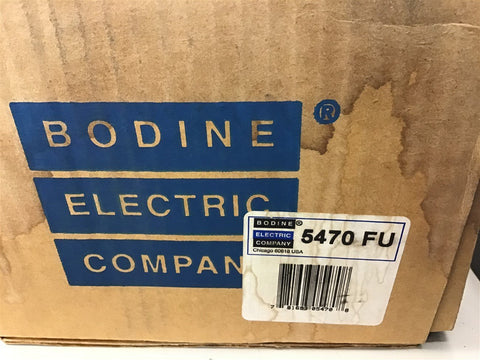 BODINE ®
ELECTRIC
COMPAN
BODINE ®
ELECTRIC
COMPANY
5470 FU
Chicago 60618 USA